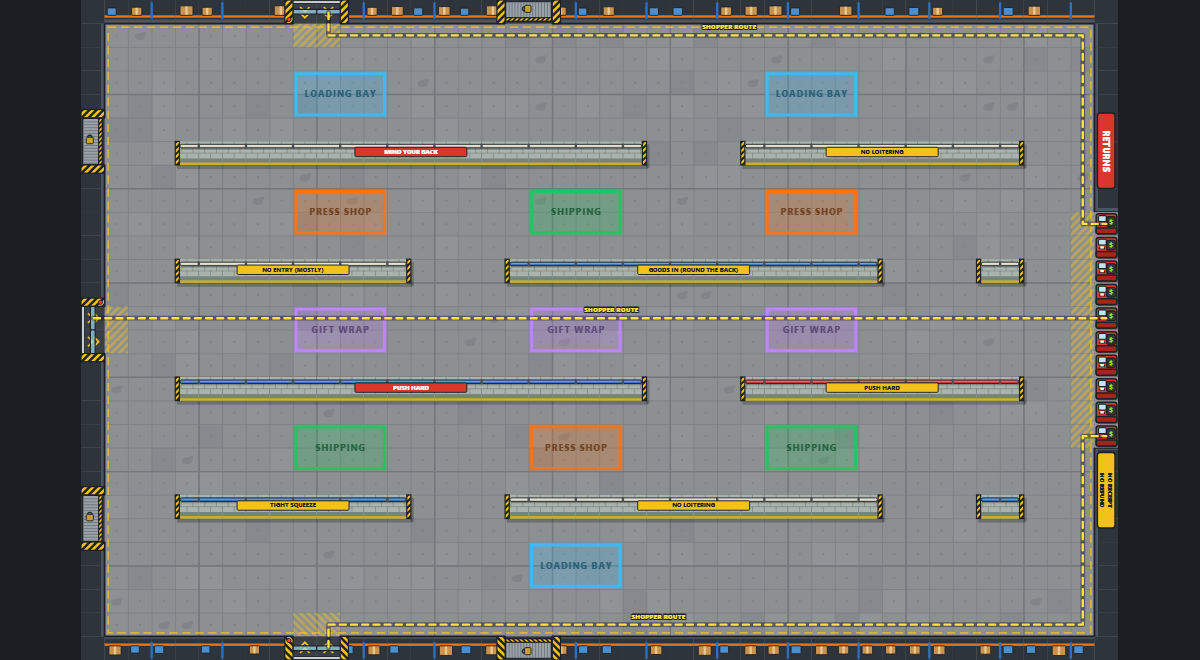 SHOPPER ROUTE
LOADING BAY
LOADING BAY
MIND YOUR BACK
NO LOITERING
RETURNS
PRESS SHOP
SHIPPING
PRESS SHOP
NO ENTRY (MOSTLY)
GOODS IN (ROUND THE BACK)
SHOPPER ROUTE
GIFT WRAP
GIFT WRAP
GIFT WRAP
PUSH HARD
PUSH HARD
SHIPPING
PRESS SHOP
SHIPPING
NO RECEIPT
NO REFUND
TIGHT SQUEEZE
NO LOITERING
LOADING BAY
SHOPPER ROUTE